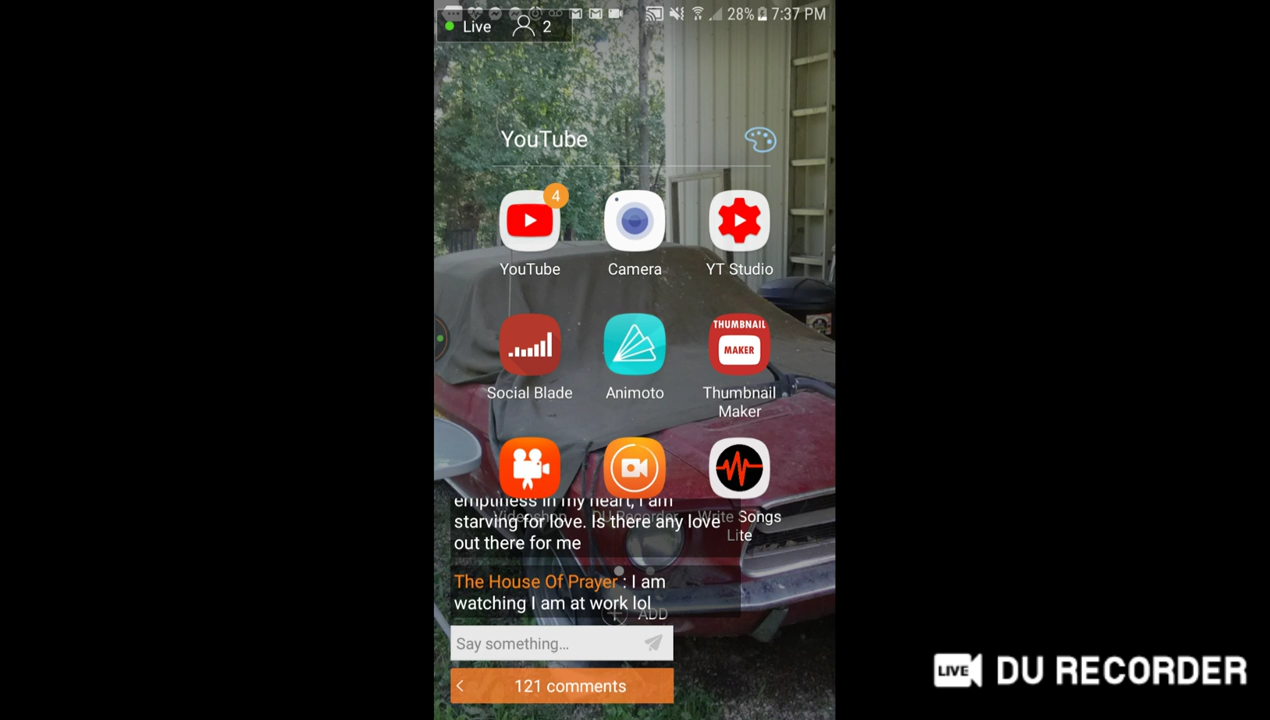 28% 7:37 PM
Live 2
YouTube
4
YouTube Camera YT Studio
THUMBNAIL
MAKER
Social Blade Animoto Thumbnail
Maker
emptiness in my heart, I am
Videoshop DU Recorder Write Songs
starving for love. Is there any love
Lite
out there for me
The House Of Prayer : I am
watching I am at work lol
ADD
Say something...
121 comments
LIVE DU RECORDER